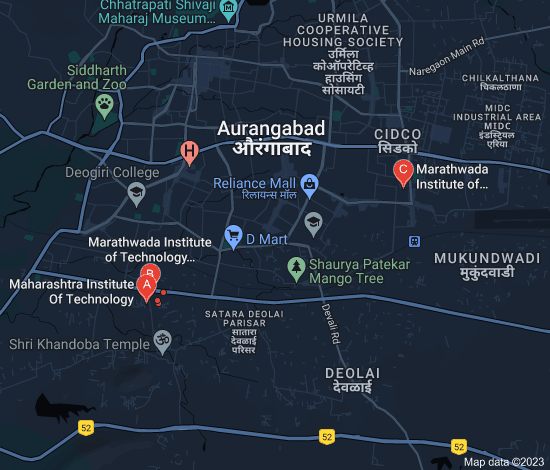 Chhatrapati Shivaji
Maharaj Museum...
URMILA
COOPERATIVE
HOUSING SOCIETY
उर्मिला
कोऑपरेटिव्ह
हाउसिंग
सोसायटी
Naregaon Main Rd
Siddharth
Garden and Zoo
CHILKALTHANA
चिकलठाणा
MIDC
INDUSTRIAL AREA
MIDC
इंडस्ट्रियल
एरिया
Aurangabad
औरंगाबाद
CIDCO
सिडको
H
Deogiri College
C
Marathwada
Institute of...
Reliance Mall
रिलायन्स मॉल
D Mart
Marathwada Institute
of Technology...
MUKUNDWADI
मुकुंदवाडी
Shaurya Patekar
Mango Tree
B
Maharashtra Institute
Of Technology
A
SATARA DEOLAI
PARISAR
सातारा
देवळाई
परिसर
Devali Rd
Shri Khandoba Temple
DEOLAI
देवळाई
52
52
52
Map data ©2023